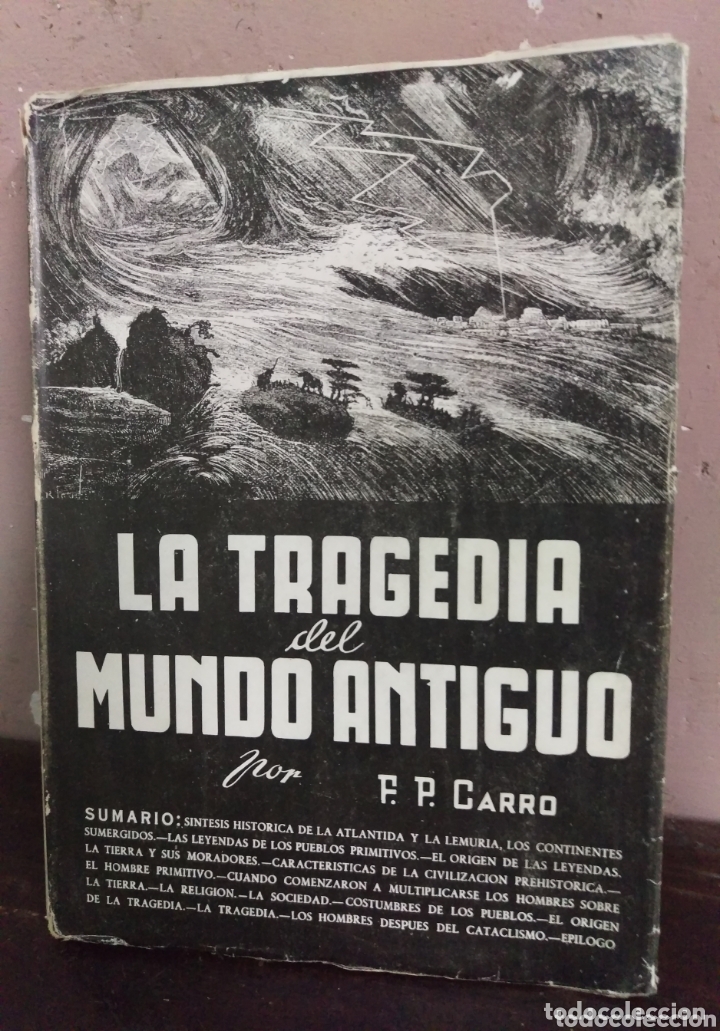 LA TRAGEDIA
del
MUNDO ANTIGUO
por F. P. CARRO
SUMARIO: SINTESIS HISTORICA DE LA ATLANTIDA Y LA LEMURIA, LOS CONTINENTES
SUMERGIDOS.—LAS LEYENDAS DE LOS PUEBLOS PRIMITIVOS.—EL ORIGEN DE LAS LEYENDAS.
LA TIERRA Y SUS MORADORES.—CARACTERISTICAS DE LA CIVILIZACION PREHISTORICA.—
EL HOMBRE PRIMITIVO.—CUANDO COMENZARON A MULTIPLICARSE LOS HOMBRES SOBRE
LA TIERRA.—LA RELIGION.—LA SOCIEDAD.—COSTUMBRES DE LOS PUEBLOS.—EL ORIGEN
DE LA TRAGEDIA.—LA TRAGEDIA.—LOS HOMBRES DESPUES DEL CATACLISMO.—EPILOGO
todocoleccion.net